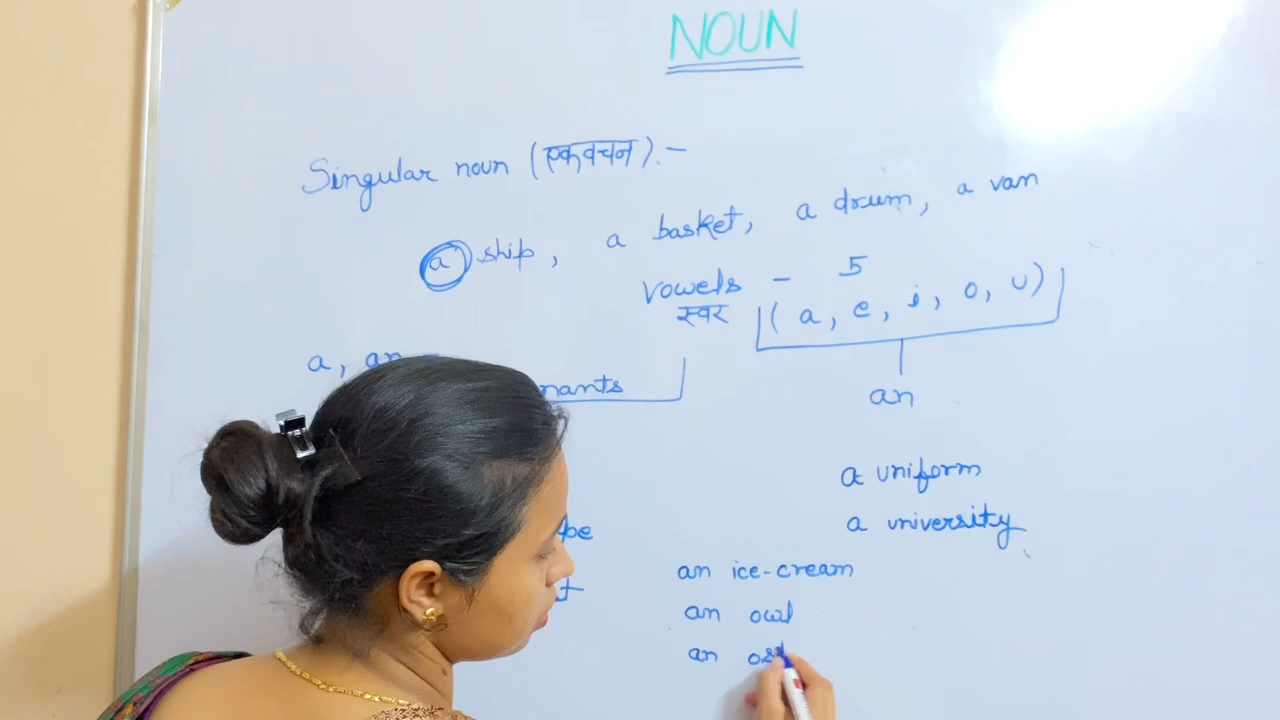 NOUN
Singular noun (एकवचन).-
a ship, a basket, a drum, a van
vowels - 5
स्वर (a, e, i, o, u)
a, an -
an
a uniform
a university
an ice-cream
an owl
an